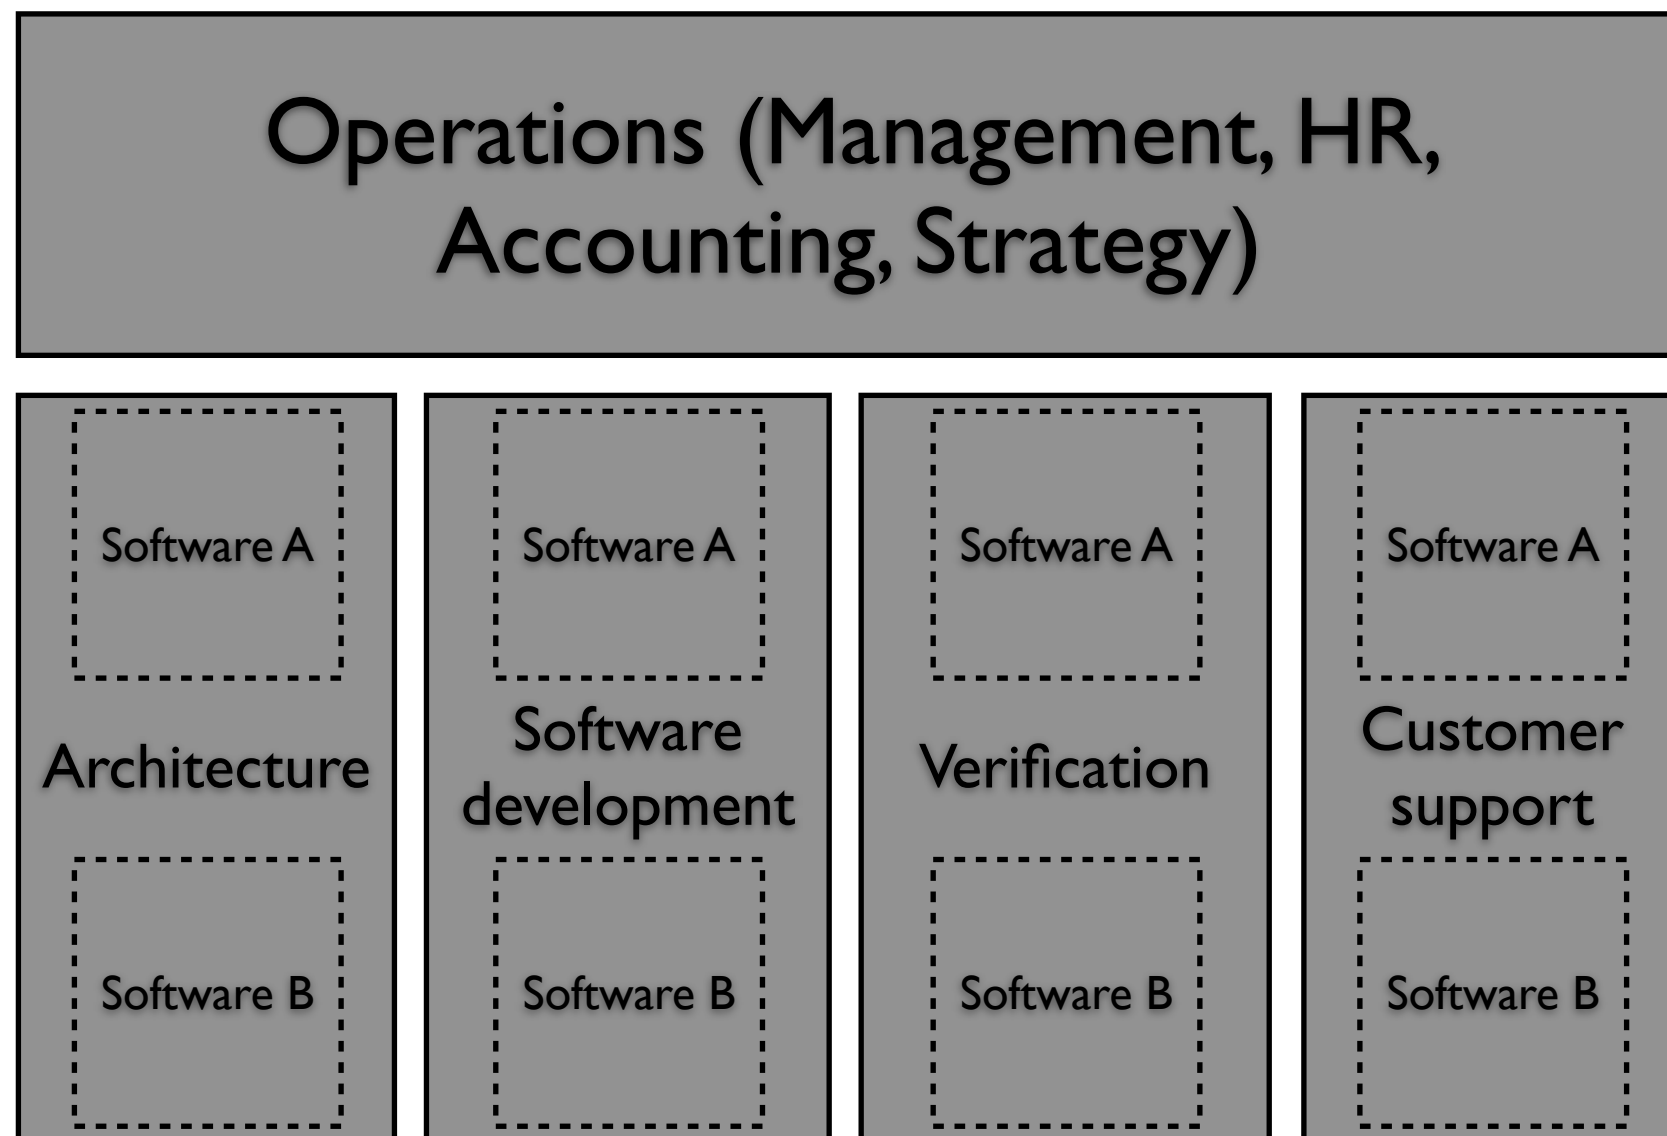 Operations (Management, HR,
Accounting, Strategy)
Software A
Software A
Software A
Software A
Architecture
Software
development
Verification
Customer
support
Software B
Software B
Software B
Software B